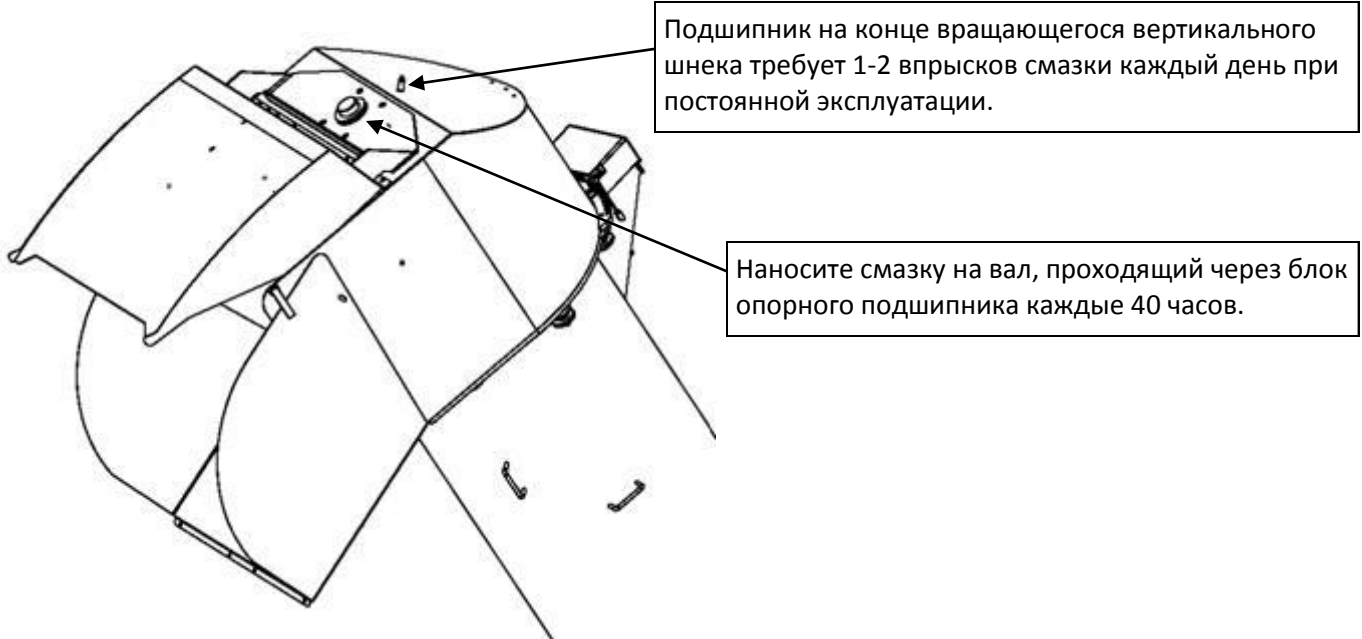 Подшипник на конце вращающегося вертикального
шнека требует 1-2 впрысков смазки каждый день при
постоянной эксплуатации.
Наносите смазку на вал, проходящий через блок
опорного подшипника каждые 40 часов.